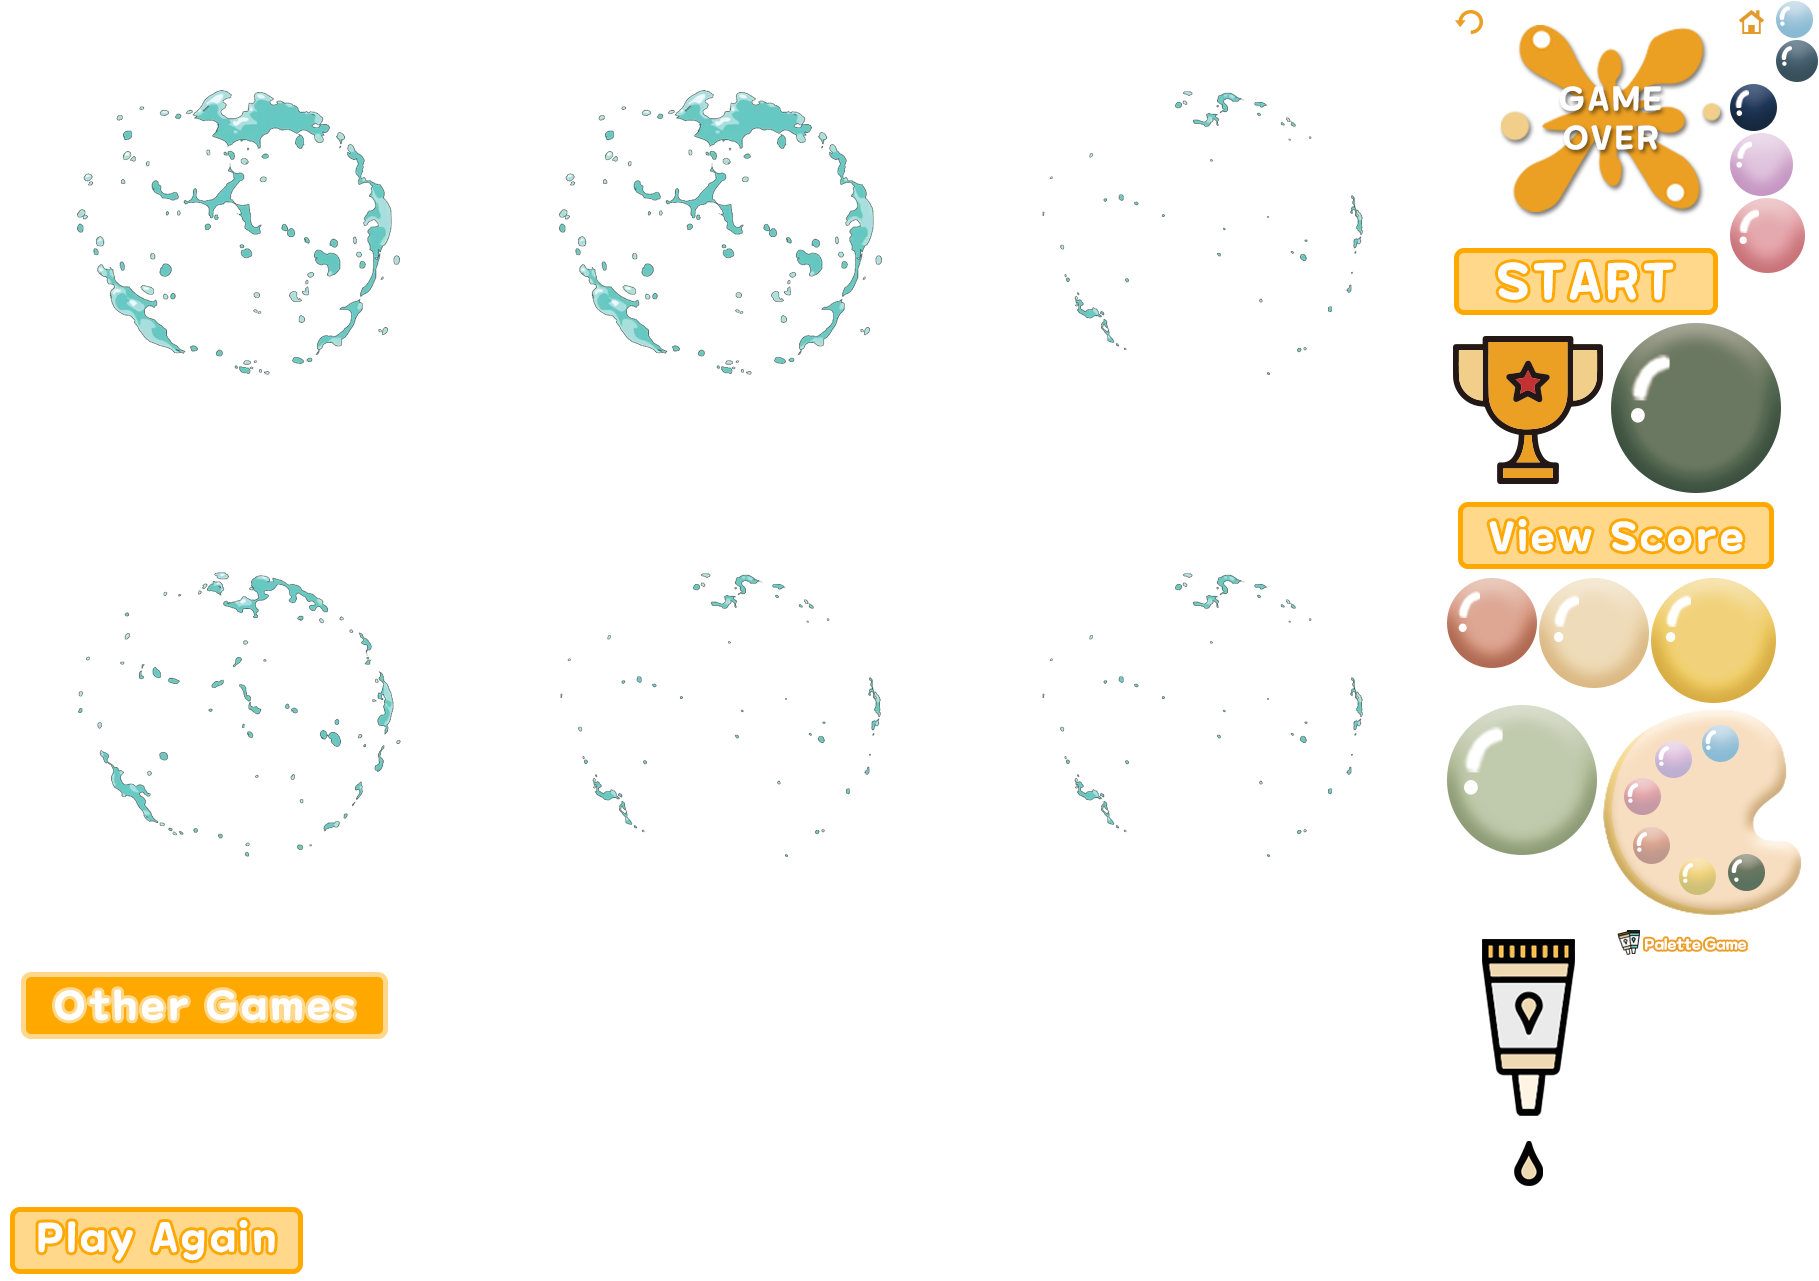 GAME
OVER
START
View Score
Palette Game
Other Games
Play Again